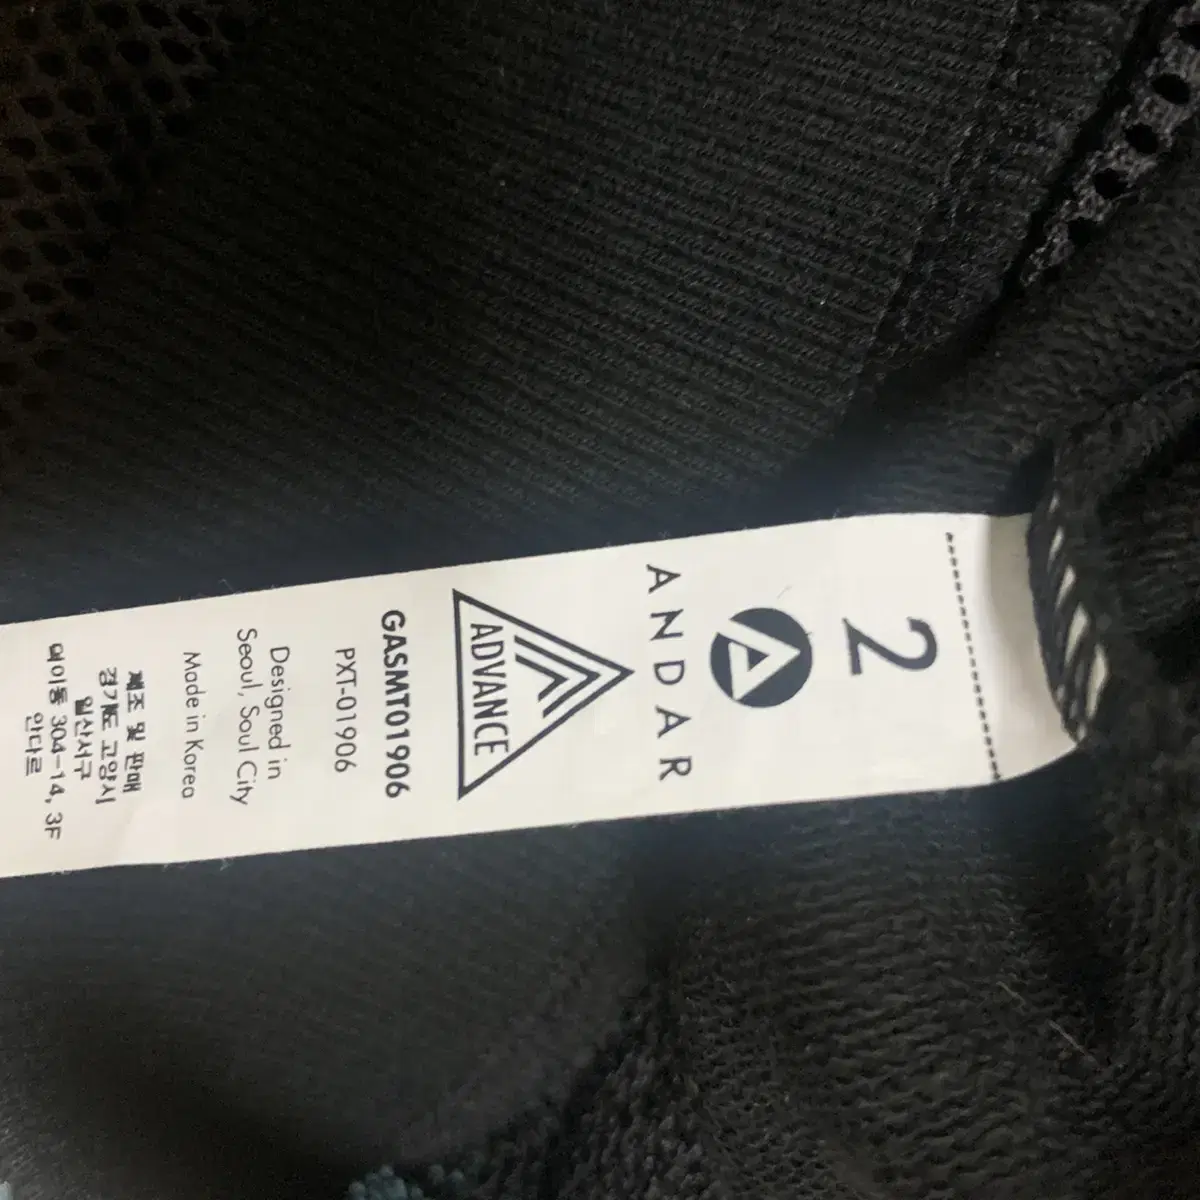 2
ANDAR
ADVANCE
GASMT01906
PXT-01906
Designed in
Seoul, Soul City
Made in Korea
제조 및 판매
경기도 고양시
일산서구
덕이동 304-14, 3F
안다르